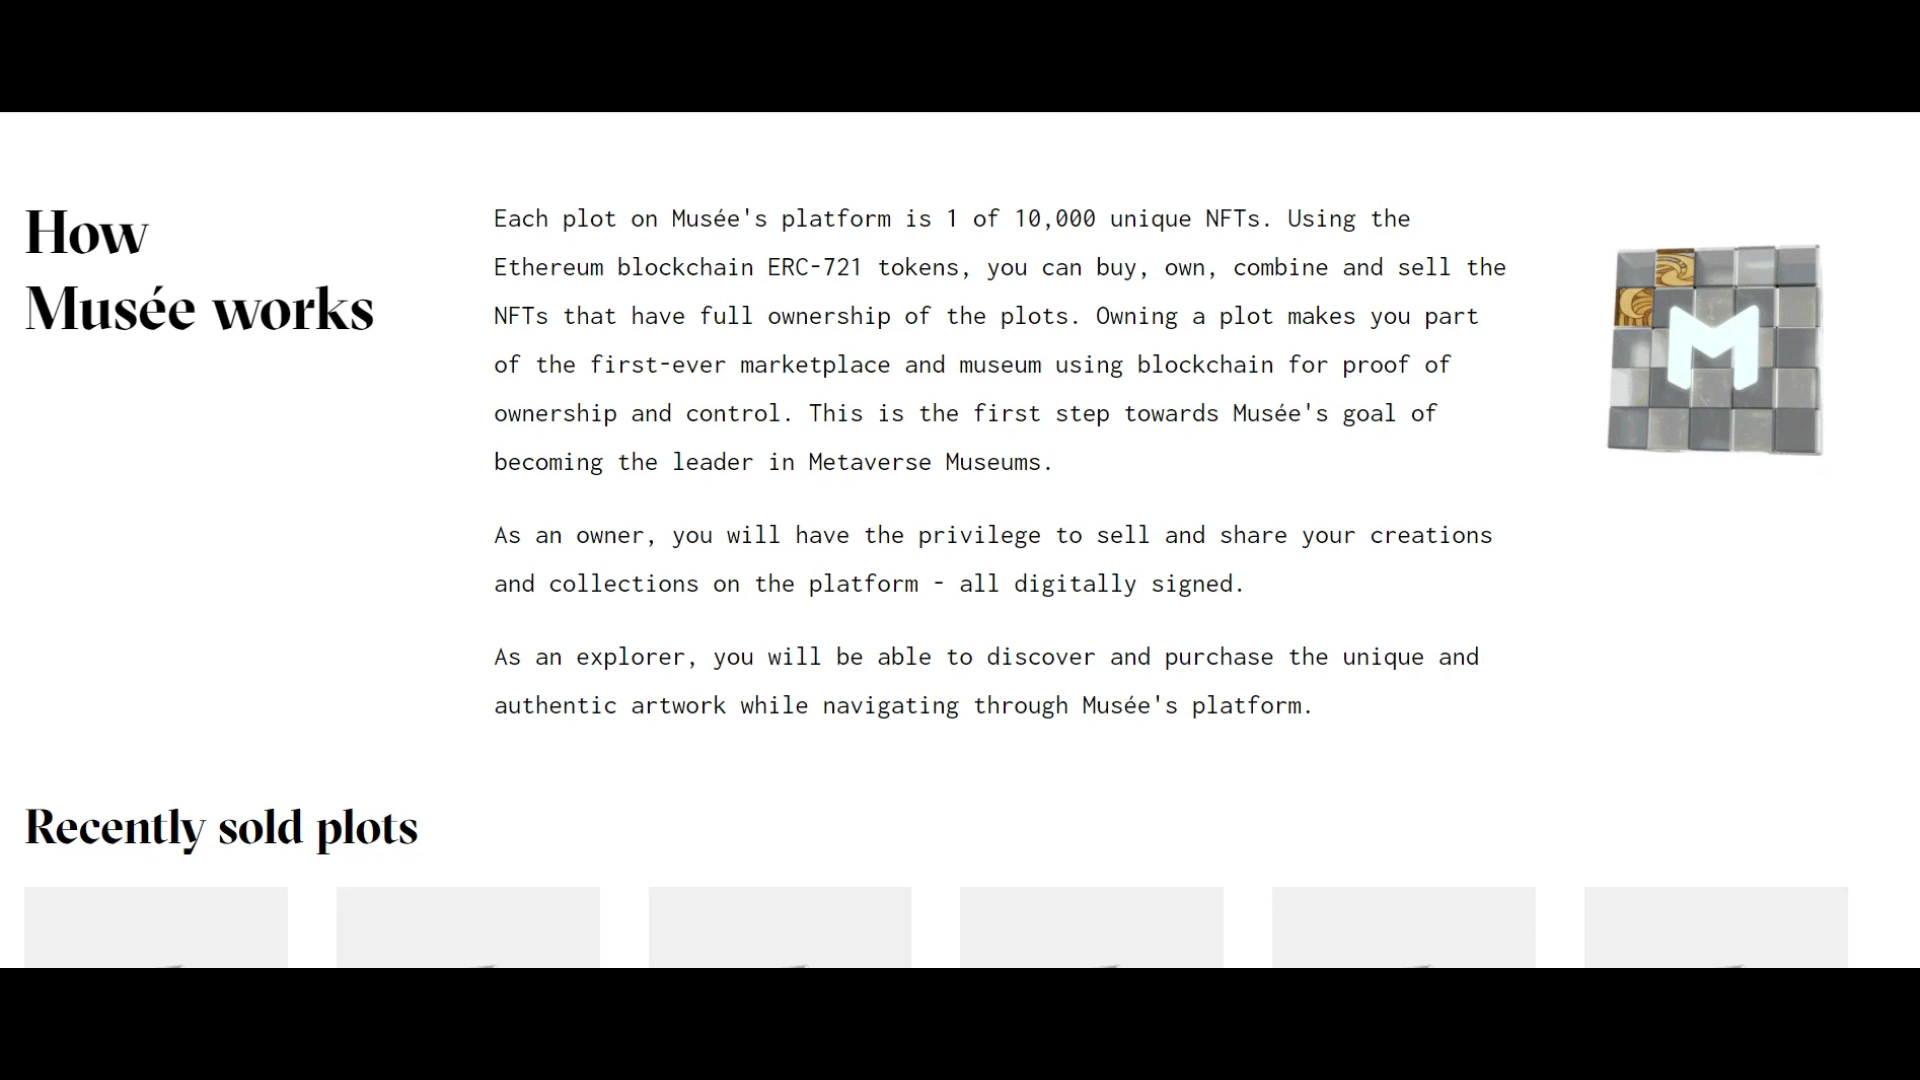 How
Musée works
Each plot on Musée's platform is 1 of 10,000 unique NFTs. Using the
Ethereum blockchain ERC-721 tokens, you can buy, own, combine and sell the
NFTs that have full ownership of the plots. Owning a plot makes you part
of the first-ever marketplace and museum using blockchain for proof of
ownership and control. This is the first step towards Musée's goal of
becoming the leader in Metaverse Museums.
As an owner, you will have the privilege to sell and share your creations
and collections on the platform - all digitally signed.
As an explorer, you will be able to discover and purchase the unique and
authentic artwork while navigating through Musée's platform.
M
Recently sold plots